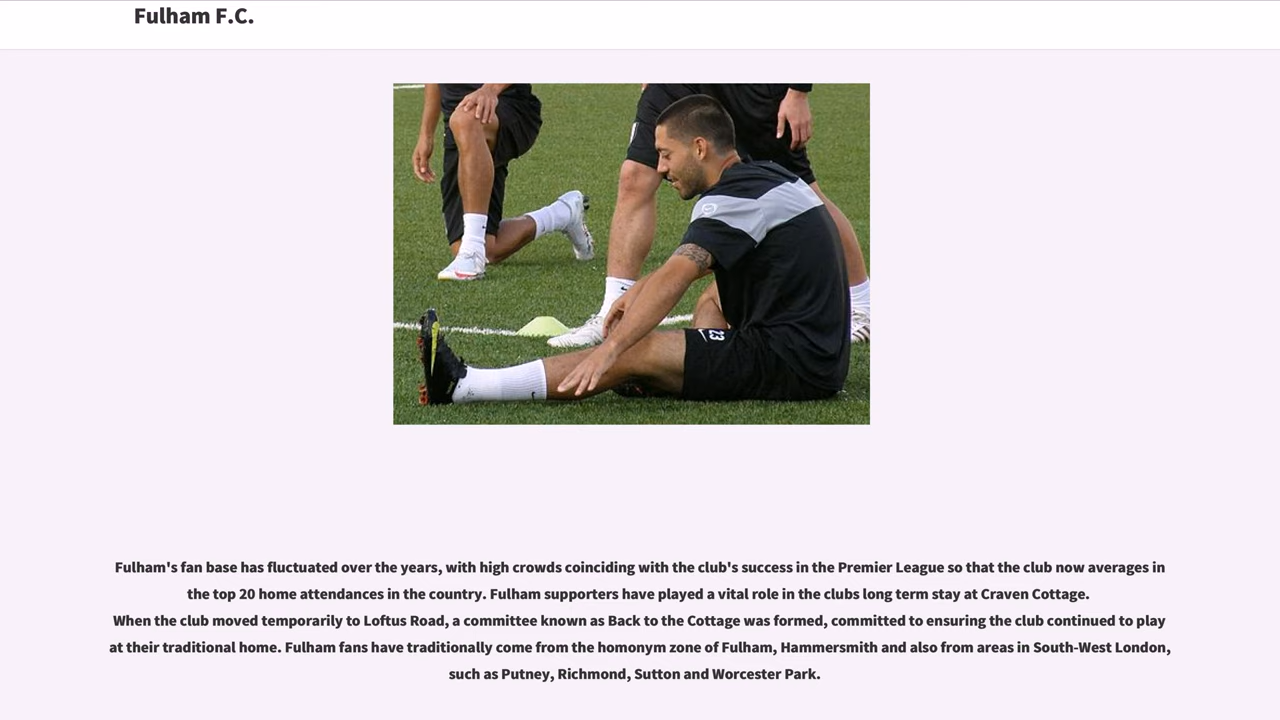 Fulham F.C.
23
Fulham's fan base has fluctuated over the years, with high crowds coinciding with the club's success in the Premier League so that the club now averages in
the top 20 home attendances in the country. Fulham supporters have played a vital role in the clubs long term stay at Craven Cottage.
When the club moved temporarily to Loftus Road, a committee known as Back to the Cottage was formed, committed to ensuring the club continued to play
at their traditional home. Fulham fans have traditionally come from the homonym zone of Fulham, Hammersmith and also from areas in South-West London,
such as Putney, Richmond, Sutton and Worcester Park.